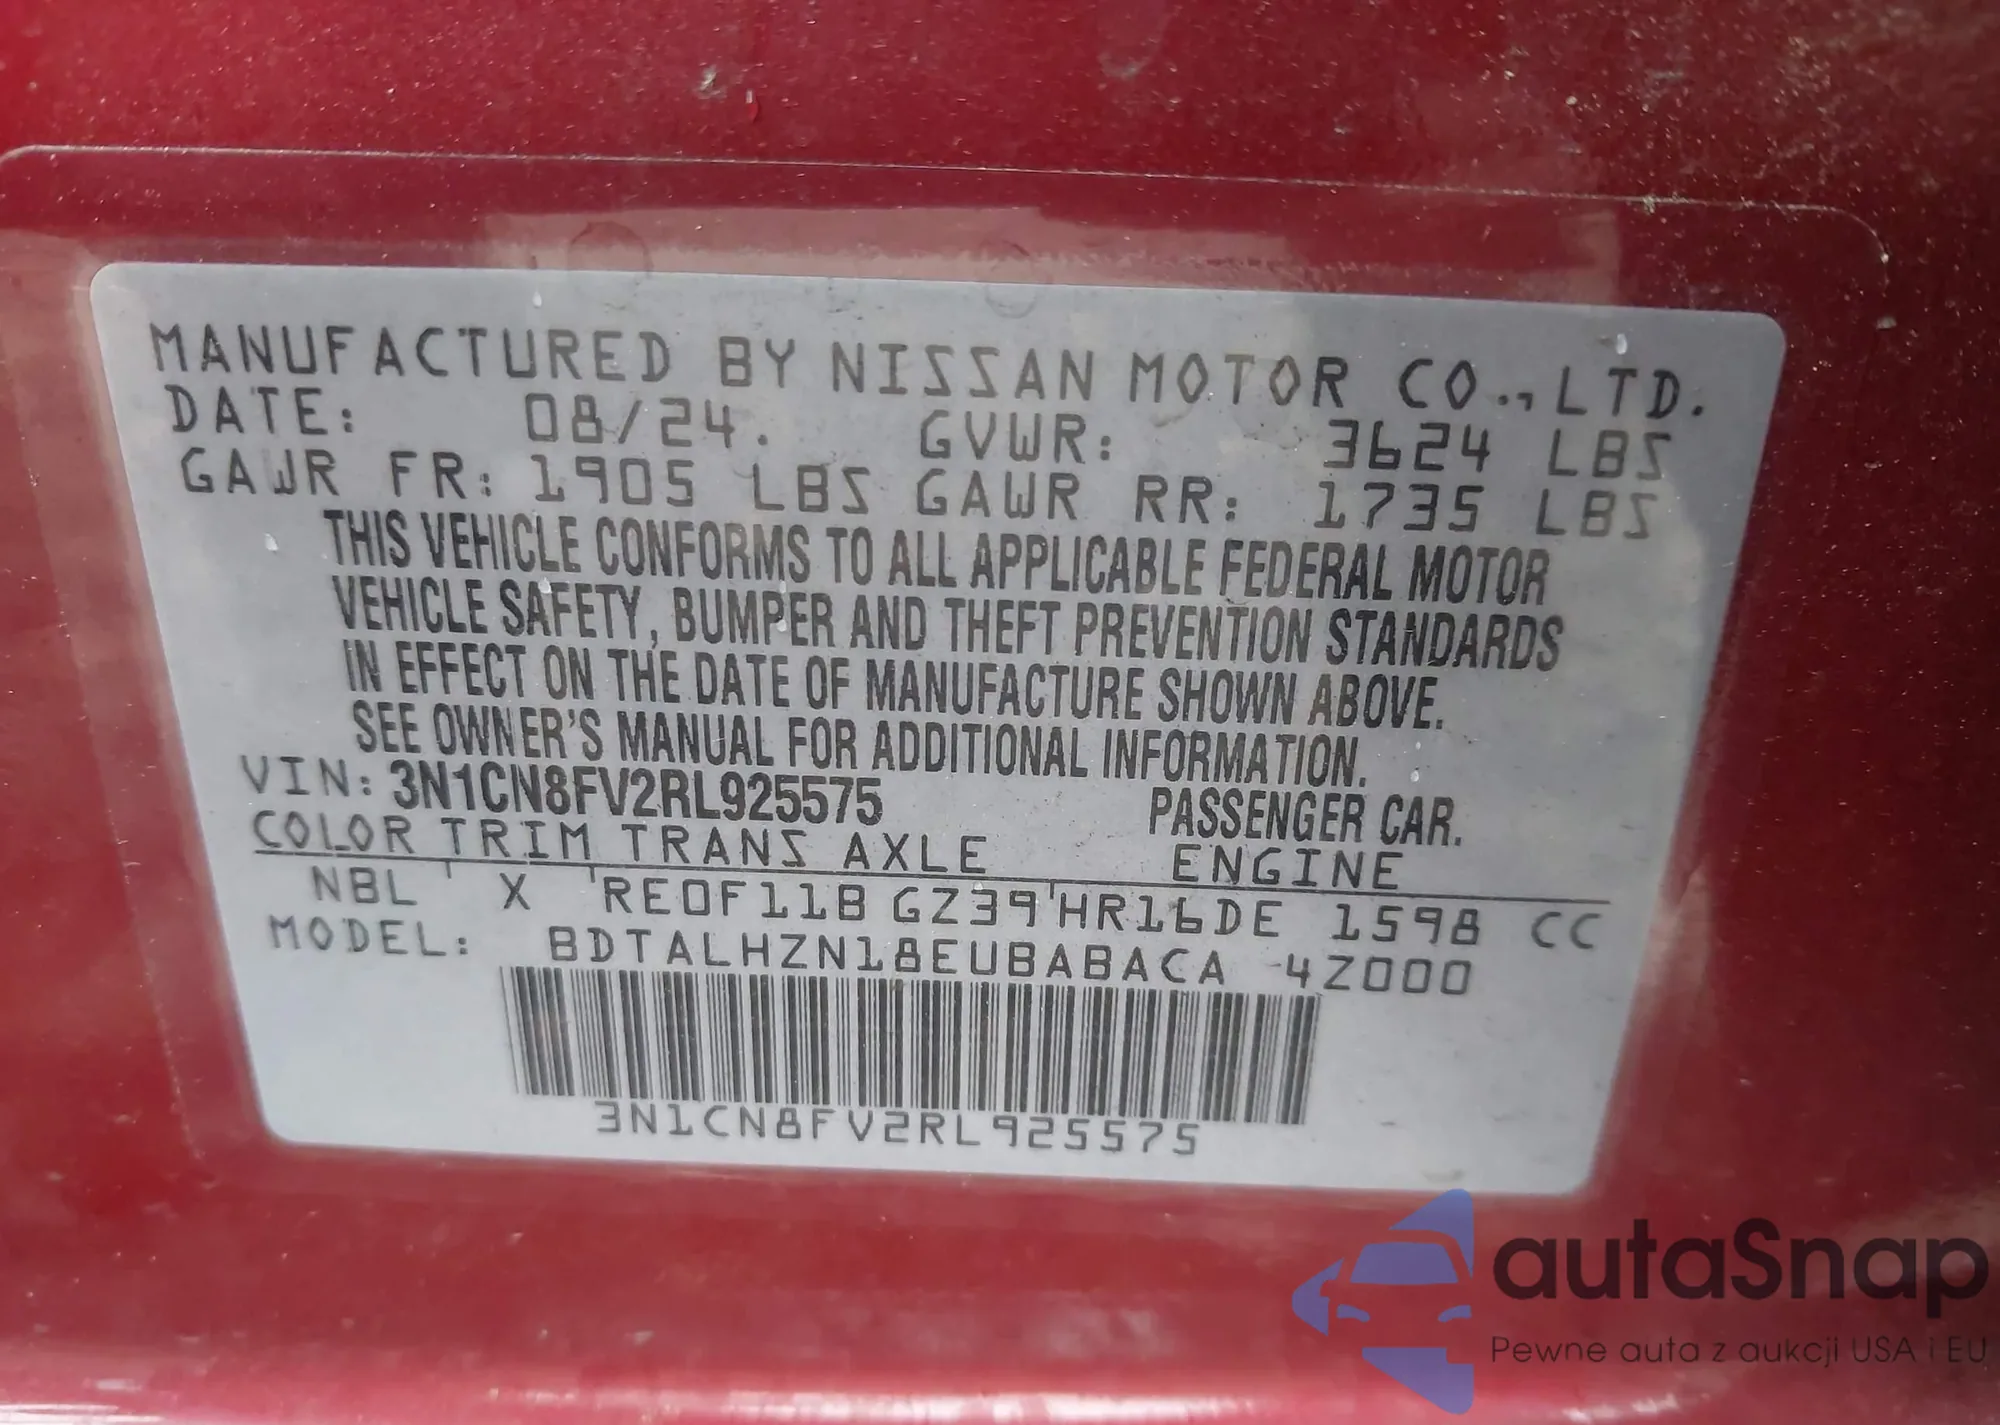 MANUFACTURED BY NISSAN MOTOR CO., LTD.
DATE: 08/24. GVWR: 3624 LBS
GAWR FR: 1905 LBS GAWR RR: 1735 LBS
THIS VEHICLE CONFORMS TO ALL APPLICABLE FEDERAL MOTOR
VEHICLE SAFETY, BUMPER AND THEFT PREVENTION STANDARDS
IN EFFECT ON THE DATE OF MANUFACTURE SHOWN ABOVE.
SEE OWNER'S MANUAL FOR ADDITIONAL INFORMATION.
VIN: 3N1CN8FV2RL925575 PASSENGER CAR.
COLOR TRIM TRANS AXLE ENGINE
NBL X RE0F11B GZ39 HR16DE 1598 CC
MODEL: BDTALHZN18EUBABACA -4Z000
3N1CN8FV2RL925575
autaSnap
Pewne auta z aukcji USA i EU